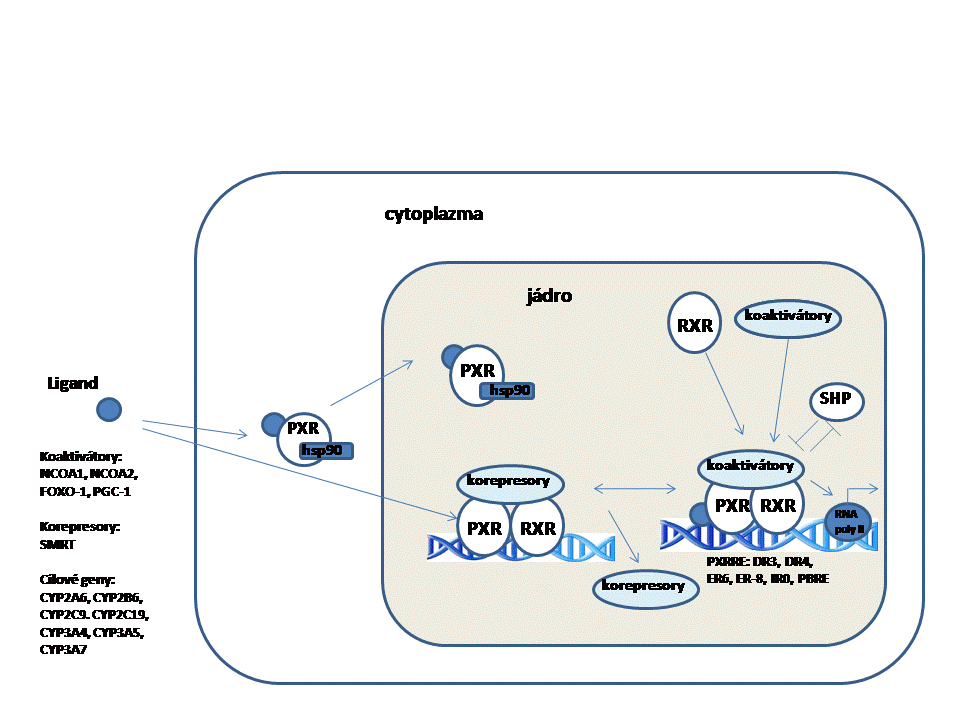 cytoplazma
jádro
RXR
koaktivátory
PXR
hsp90
SHP
Ligand
PXR
hsp90
Koaktivátory:
NCOA1, NCOA2,
FOXO-1, PGC-1
Korepresory:
SMRT
Cílové geny:
CYP2A6, CYP2B6,
CYP2C9. CYP2C19,
CYP3A4, CYP3A5,
CYP3A7
korepresory
PXR
RXR
koaktivátory
PXR
RXR
RNA
poly II
PXRRE: DR3, DR4,
ER6, ER-8, IR0, PBRE
korepresory